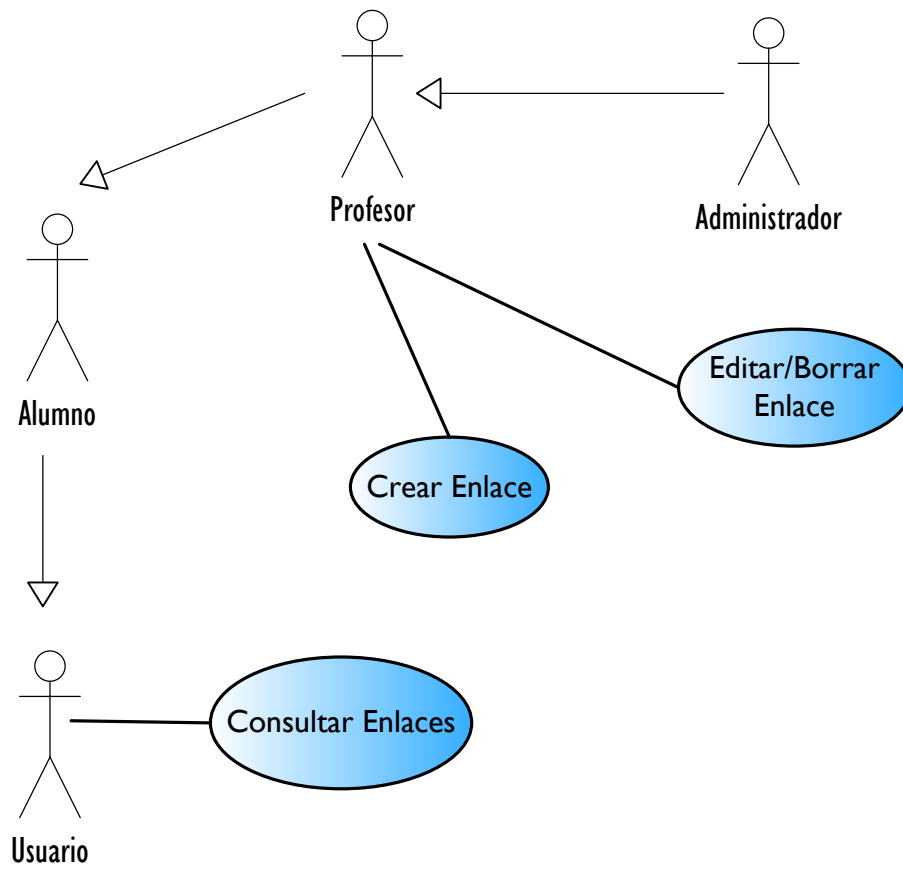 Profesor
Administrador
Alumno
Editar/Borrar
Enlace
Crear Enlace
Consultar Enlaces
Usuario